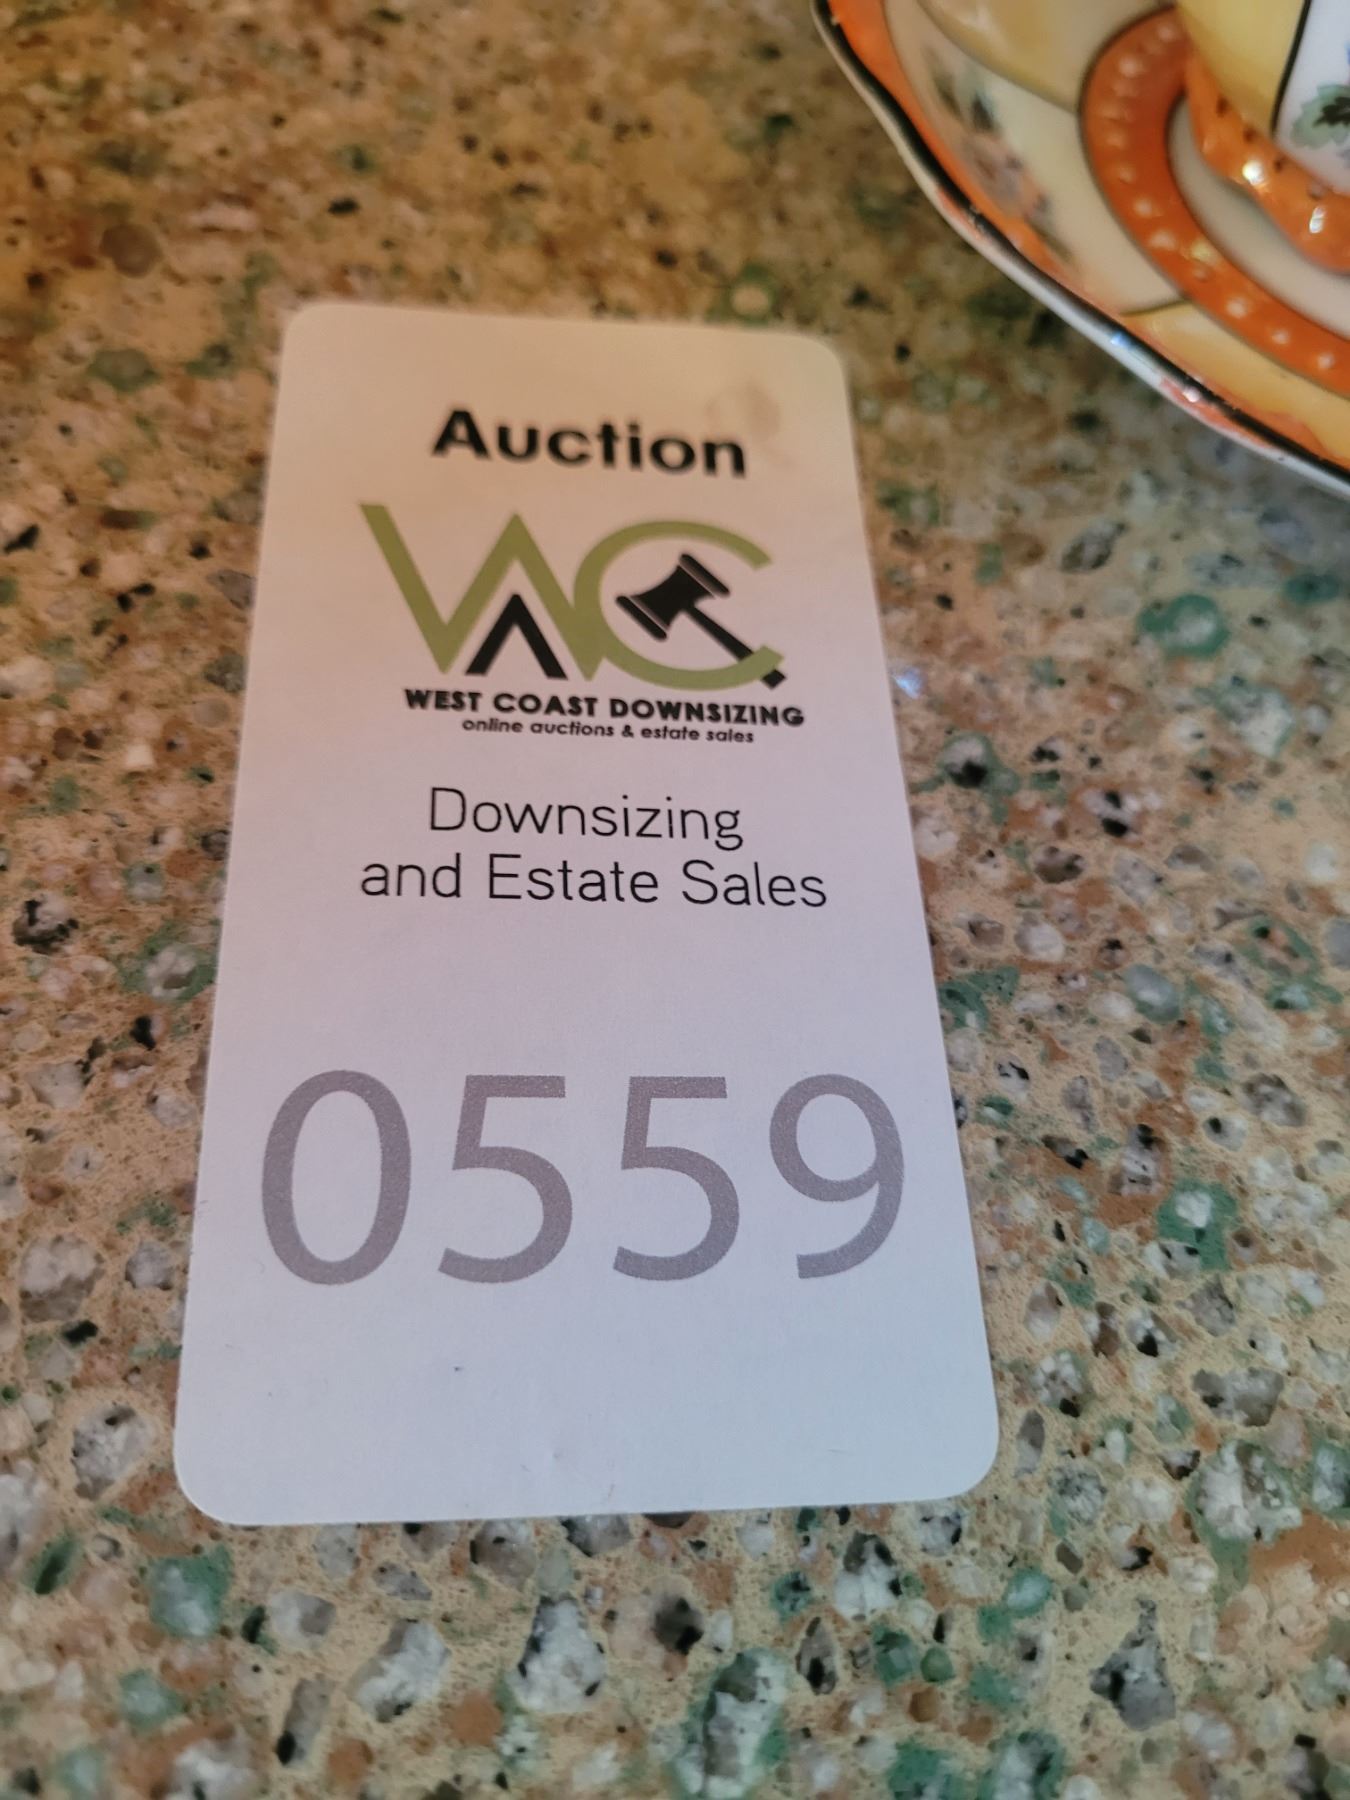 Auction
WC
WEST COAST DOWNSIZING
online auctions & estate sales
Downsizing
and Estate Sales
0559